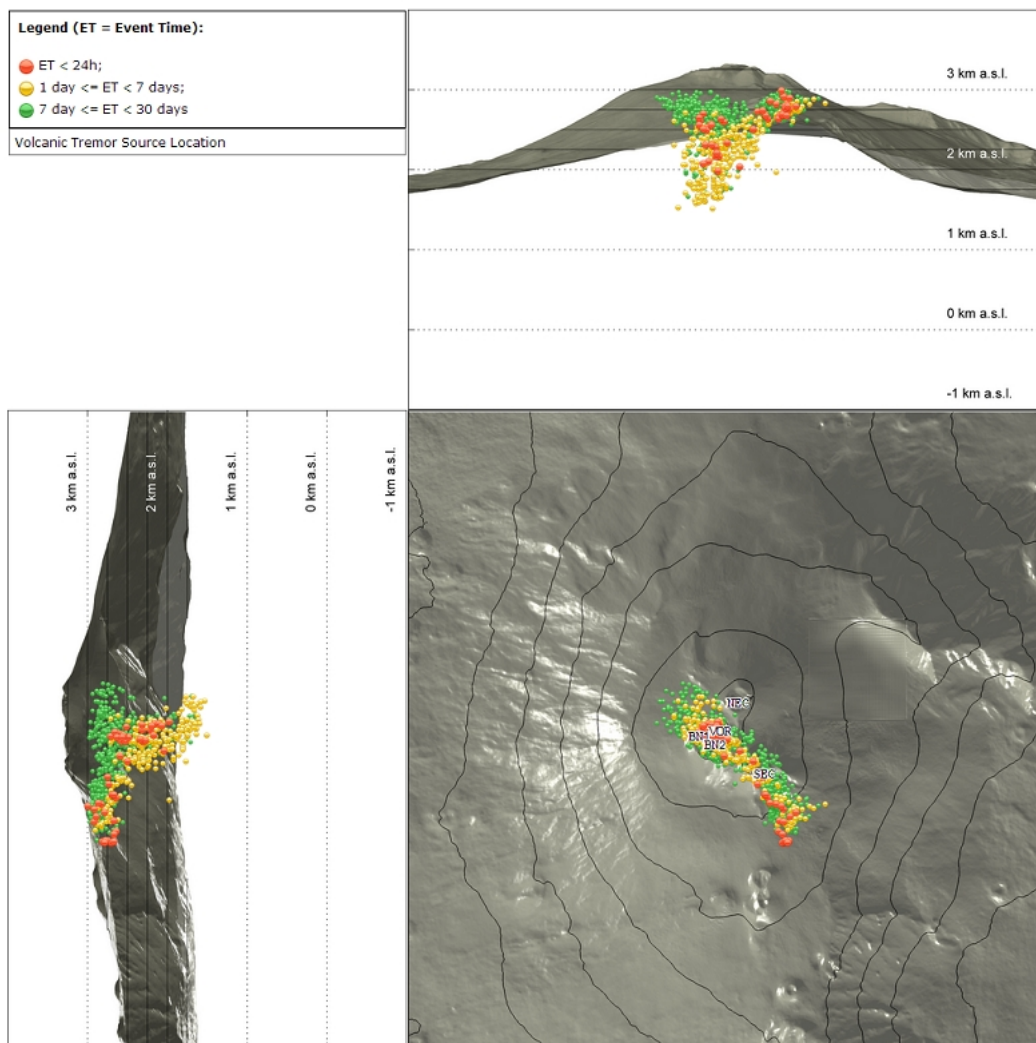 Legend (ET = Event Time):
ET < 24h;
1 day <= ET < 7 days;
7 day <= ET < 30 days
Volcanic Tremor Source Location
3 km a.s.l.
2 km a.s.l.
1 km a.s.l.
0 km a.s.l.
-1 km a.s.l.
3 km a.s.l.
2 km a.s.l.
1 km a.s.l.
0 km a.s.l.
-1 km a.s.l.
NEC
VOR
BN1
BN2
SEC